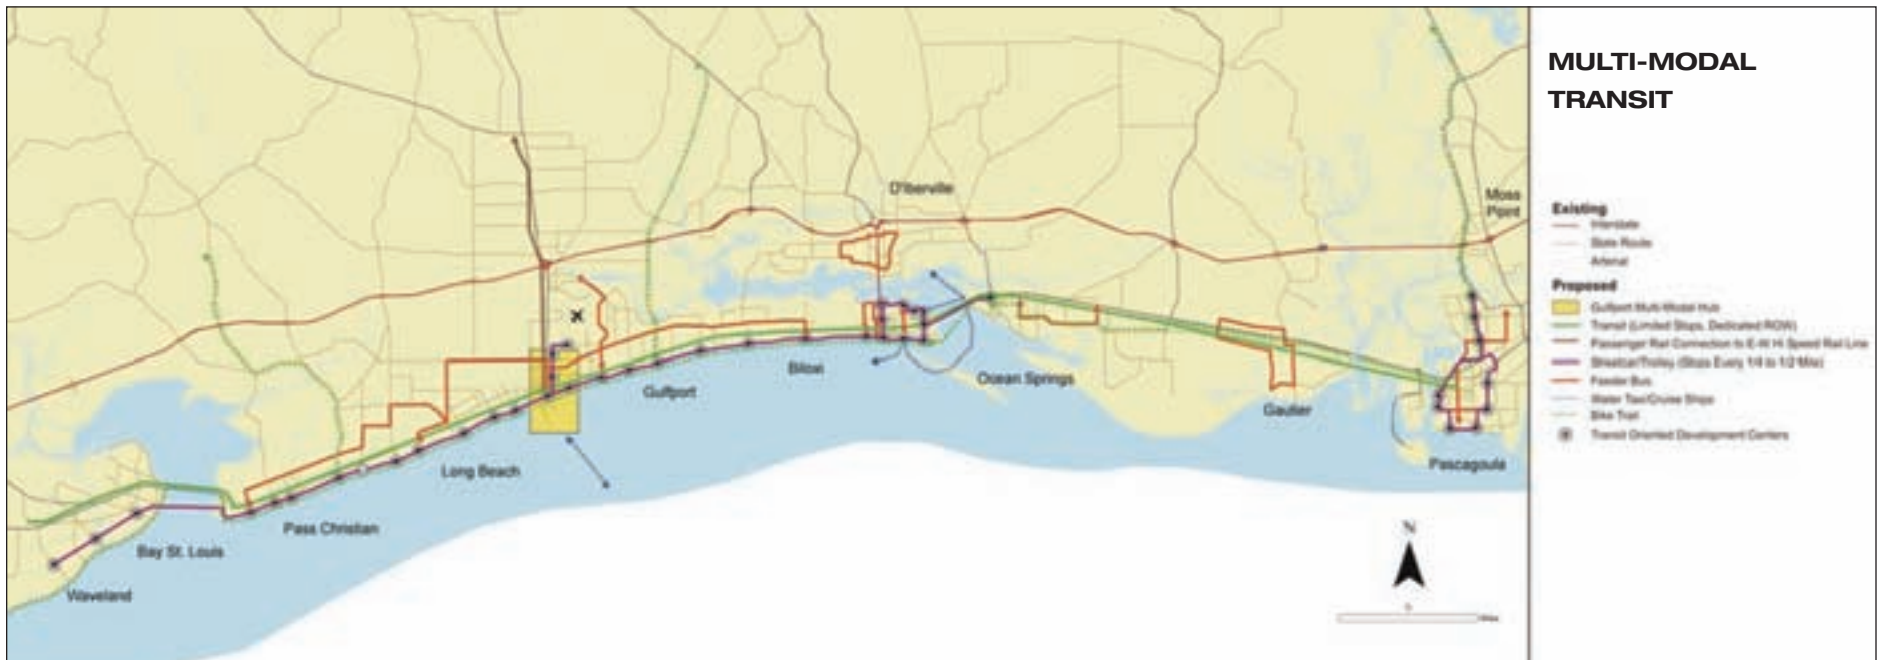 MULTI-MODAL
TRANSIT
D'Iberville
Moss
Point
Existing
Interstate
State Route
Arterial
Proposed
Gulfport Multi-Modal Hub
Transit (Limited Stops, Dedicated ROW)
Passenger Rail Connection to E-W Hi Speed Rail Line
Streetcar/Trolley (Stops Every 1/4 to 1/2 Mile)
Feeder Bus
Water Taxi/Cruise Ships
Bike Trail
Transit Oriented Development Centers
Biloxi
Ocean Springs
Gulfport
Gautier
Long Beach
Pascagoula
Pass Christian
Bay St. Louis
Waveland
N
Miles